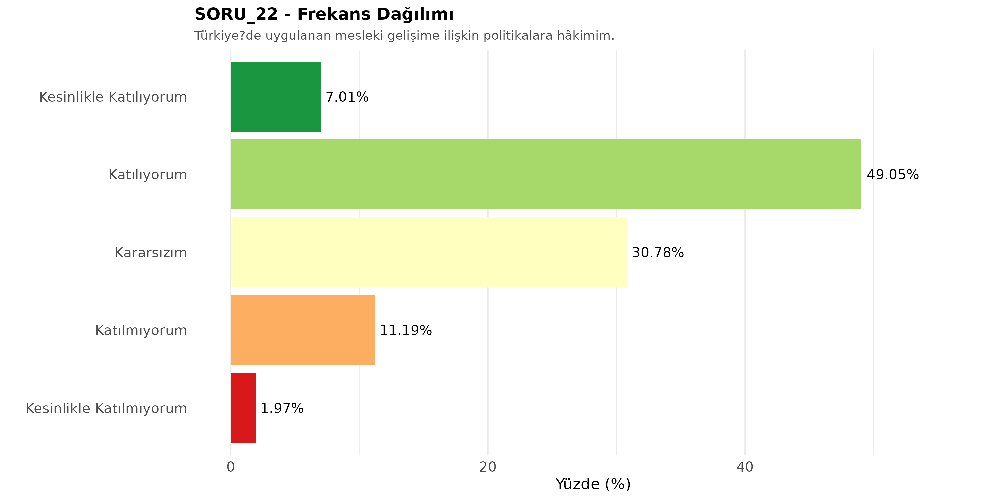 SORU_22 - Frekans Dağılımı
Türkiye?de uygulanan mesleki gelişime ilişkin politikalara hâkimim.
Kesinlikle Katılıyorum
7.01%
Katılıyorum
49.05%
Kararsızım
30.78%
Katılmıyorum
11.19%
Kesinlikle Katılmıyorum
1.97%
0
20
40
Yüzde (%)